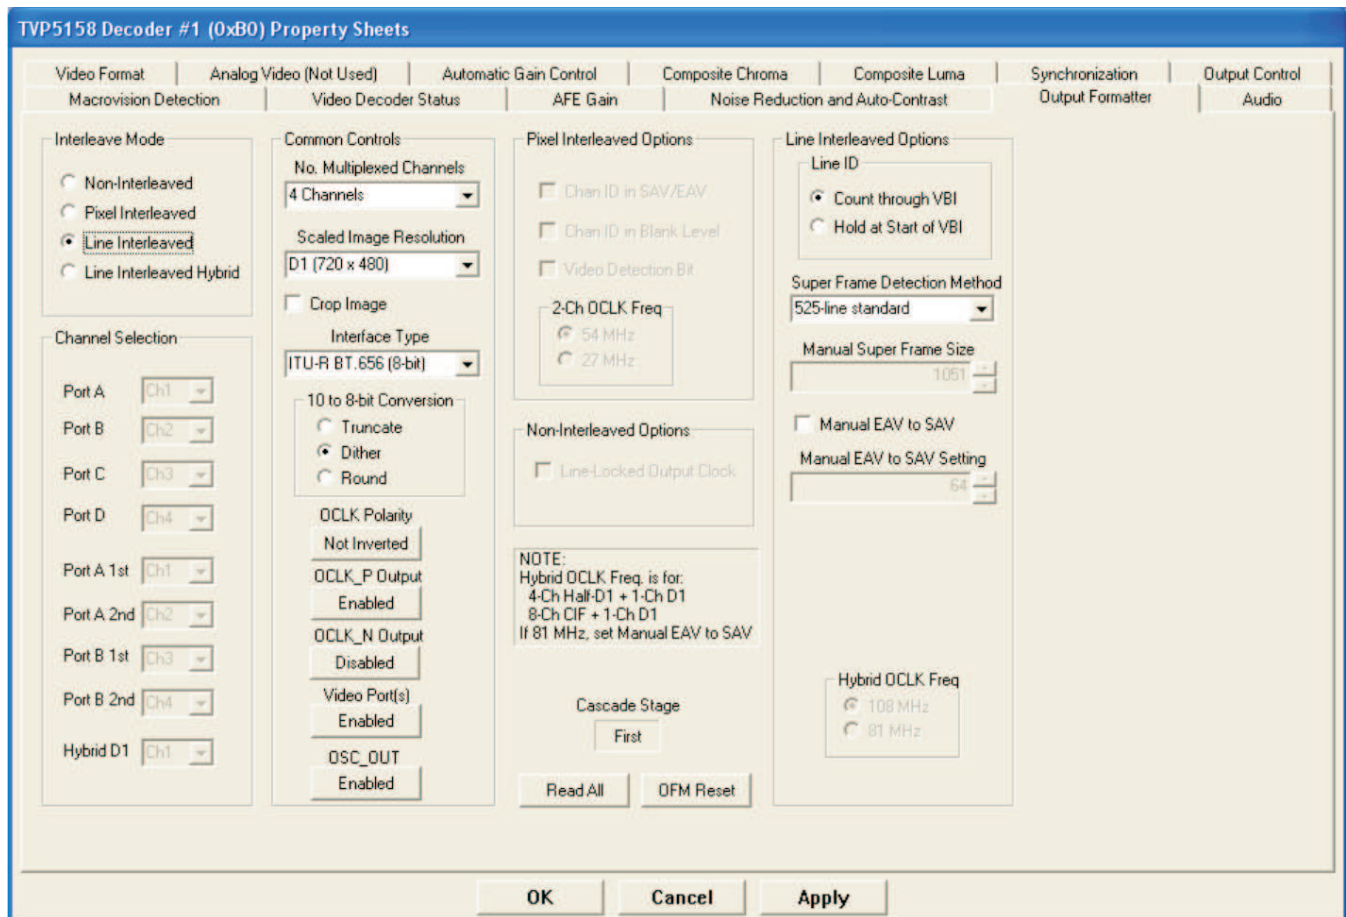 TVP5158 Decoder #1 (0xB0) Property Sheets
Video Format
Analog Video (Not Used)
Automatic Gain Control
Composite Chroma
Composite Luma
Synchronization
Output Control
Macrovision Detection
Video Decoder Status
AFE Gain
Noise Reduction and Auto-Contrast
Output Formatter
Audio
Interleave Mode
Non-Interleaved
Pixel Interleaved
Line Interleaved
Line Interleaved Hybrid
Channel Selection
Port A
Ch1
Port B
Ch2
Port C
Ch3
Port D
Ch4
Port A 1st
Ch1
Port A 2nd
Ch2
Port B 1st
Ch3
Port B 2nd
Ch4
Hybrid D1
Ch1
Common Controls
No. Multiplexed Channels
4 Channels
Scaled Image Resolution
D1 (720 x 480)
Crop Image
Interface Type
ITU-R BT.656 (8-bit)
10 to 8-bit Conversion
Truncate
Dither
Round
OCLK Polarity
Not Inverted
OCLK_P Output
Enabled
OCLK_N Output
Disabled
Video Port(s)
Enabled
OSC_OUT
Enabled
Pixel Interleaved Options
Chan ID in SAV/EAV
Chan ID in Blank Level
Video Detection Bit
2-Ch OCLK Freq
54 MHz
27 MHz
Non-Interleaved Options
Line-Locked Output Clock
NOTE:
Hybrid OCLK Freq. is for:
4-Ch Half-D1 + 1-Ch D1
8-Ch CIF + 1-Ch D1
If 81 MHz, set Manual EAV to SAV
Cascade Stage
First
Read All
OFM Reset
Line Interleaved Options
Line ID
Count through VBI
Hold at Start of VBI
Super Frame Detection Method
525-line standard
Manual Super Frame Size
1051
Manual EAV to SAV
Manual EAV to SAV Setting
64
Hybrid OCLK Freq
108 MHz
81 MHz
OK
Cancel
Apply